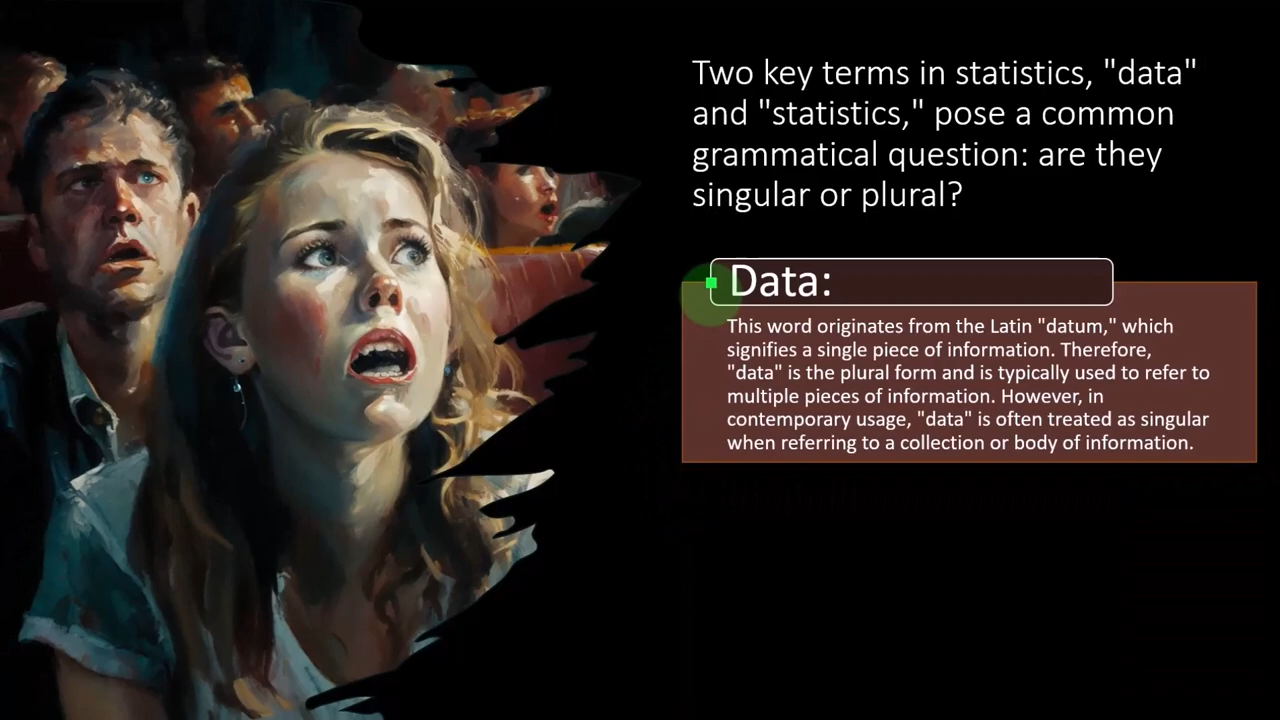 Two key terms in statistics, "data"
and "statistics," pose a common
grammatical question: are they
singular or plural?
Data:
This word originates from the Latin "datum," which
signifies a single piece of information. Therefore,
"data" is the plural form and is typically used to refer to
multiple pieces of information. However, in
contemporary usage, "data" is often treated as singular
when referring to a collection or body of information.